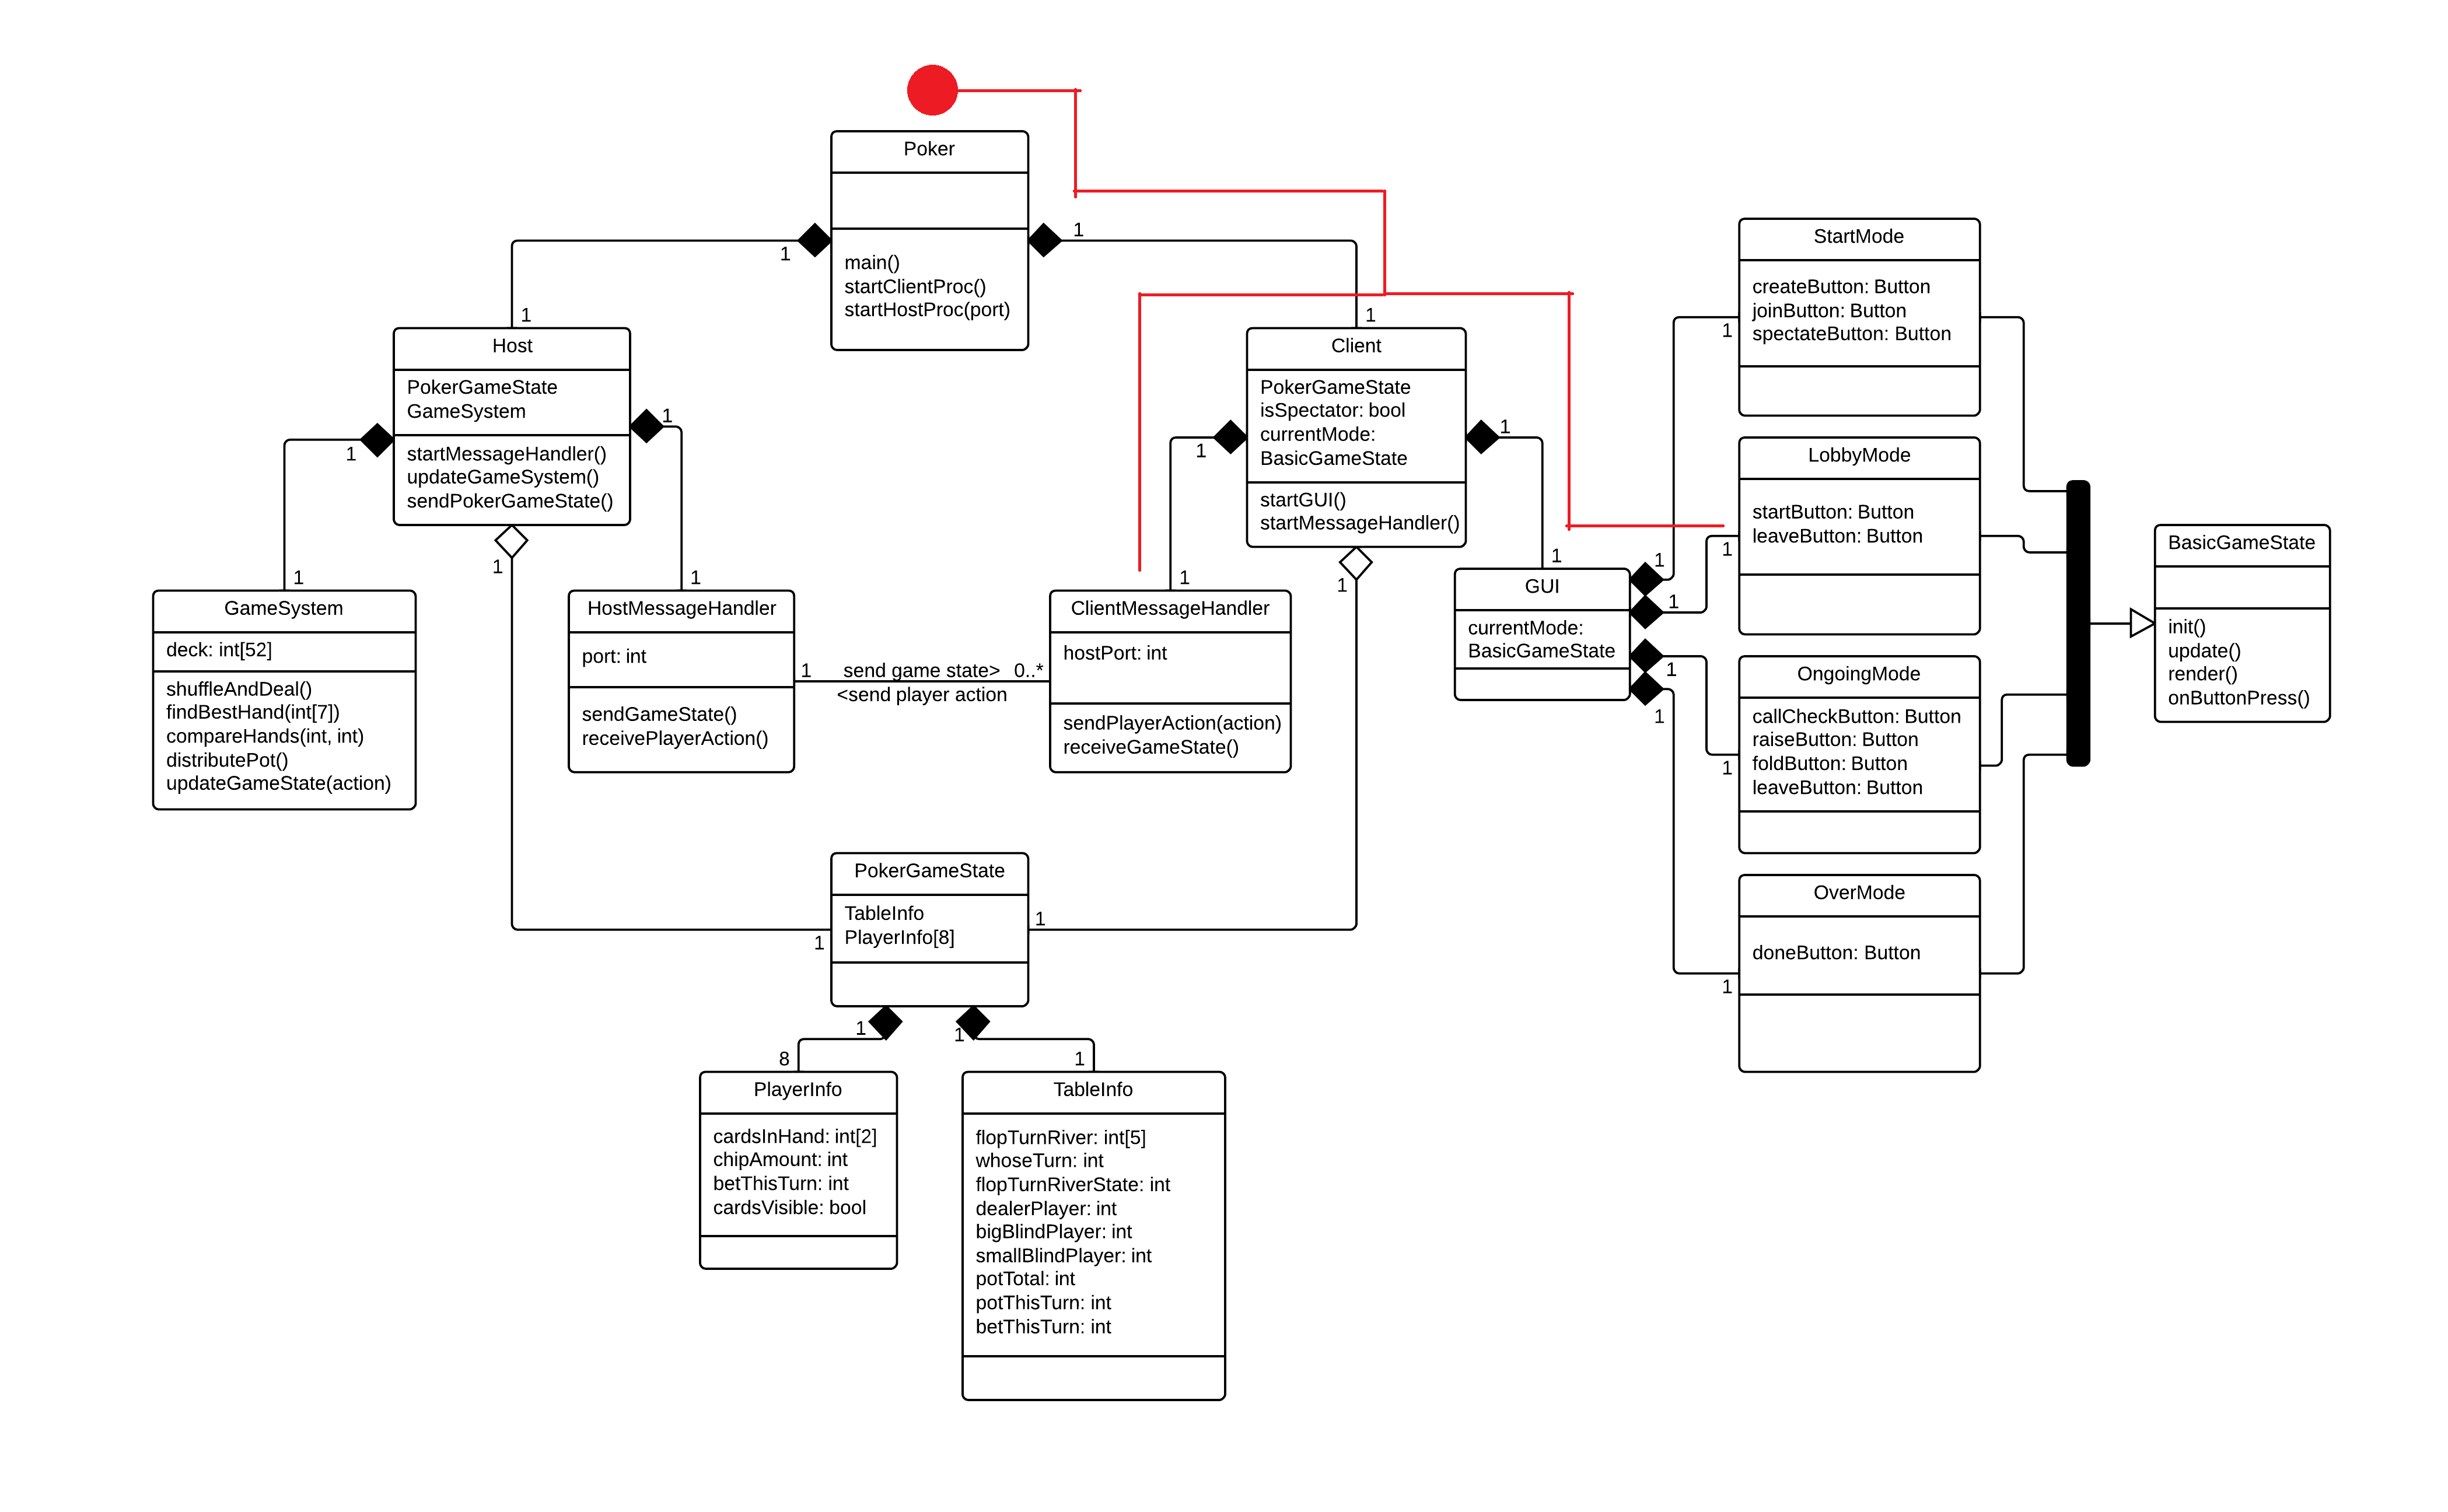 Poker
main()
startClientProc()
startHostProc(port)
1
1
1
1
Host
PokerGameState
GameSystem
startMessageHandler()
updateGameSystem()
sendPokerGameState()
1
1
1
1
1
Client
PokerGameState
isSpectator: bool
currentMode:
BasicGameState
startGUI()
startMessageHandler()
1
1
1
1
1
GameSystem
deck: int[52]
shuffleAndDeal()
findBestHand(int[7])
compareHands(int, int)
distributePot()
updateGameState(action)
HostMessageHandler
port: int
sendGameState()
receivePlayerAction()
1 send game state> 0..*
<send player action
ClientMessageHandler
hostPort: int
sendPlayerAction(action)
receiveGameState()
GUI
currentMode:
BasicGameState
1
1
1
1
StartMode
createButton: Button
joinButton: Button
spectateButton: Button
1
LobbyMode
startButton: Button
leaveButton: Button
1
OngoingMode
callCheckButton: Button
raiseButton: Button
foldButton: Button
leaveButton: Button
1
OverMode
doneButton: Button
1
BasicGameState
init()
update()
render()
onButtonPress()
PokerGameState
TableInfo
PlayerInfo[8]
1
1
1
1
8
1
PlayerInfo
cardsInHand: int[2]
chipAmount: int
betThisTurn: int
cardsVisible: bool
TableInfo
flopTurnRiver: int[5]
whoseTurn: int
flopTurnRiverState: int
dealerPlayer: int
bigBlindPlayer: int
smallBlindPlayer: int
potTotal: int
potThisTurn: int
betThisTurn: int